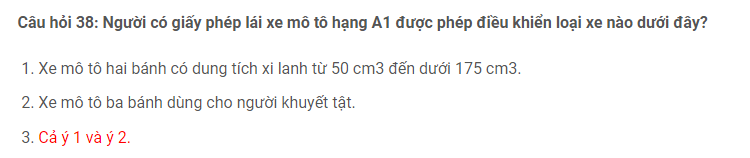 Câu hỏi 38: Người có giấy phép lái xe mô tô hạng A1 được phép điều khiển loại xe nào dưới đây?
1. Xe mô tô hai bánh có dung tích xi lanh từ 50 cm3 đến dưới 175 cm3.
2. Xe mô tô ba bánh dùng cho người khuyết tật.
3. Cả ý 1 và ý 2.